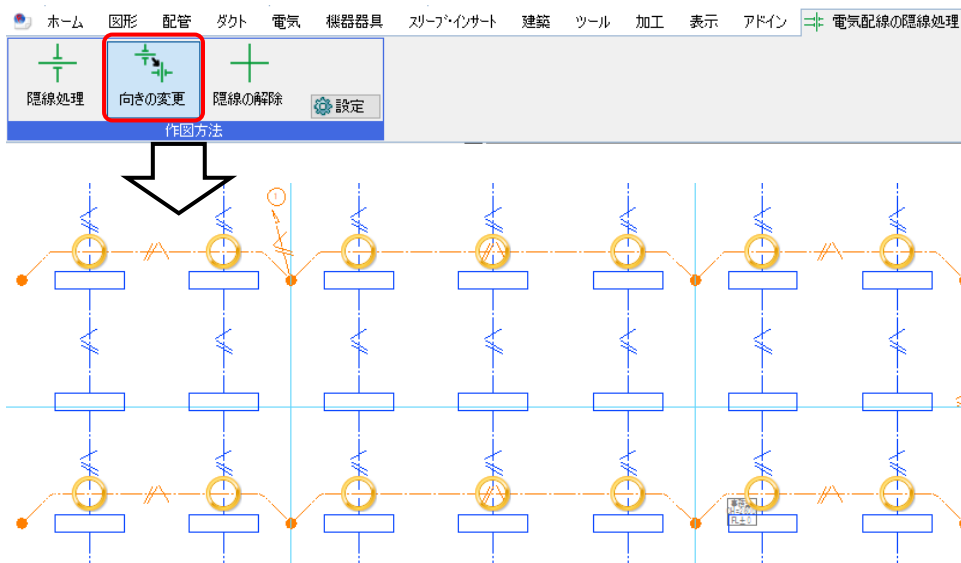 ホーム 図形 配管 ダクト 電気 機器器具 スリーブ・インサート 建築 ツール 加工 表示 アドイン 電気配線の隠線処理
隠線処理 向きの変更 隠線の解除 設定
作図方法
1
FL±0